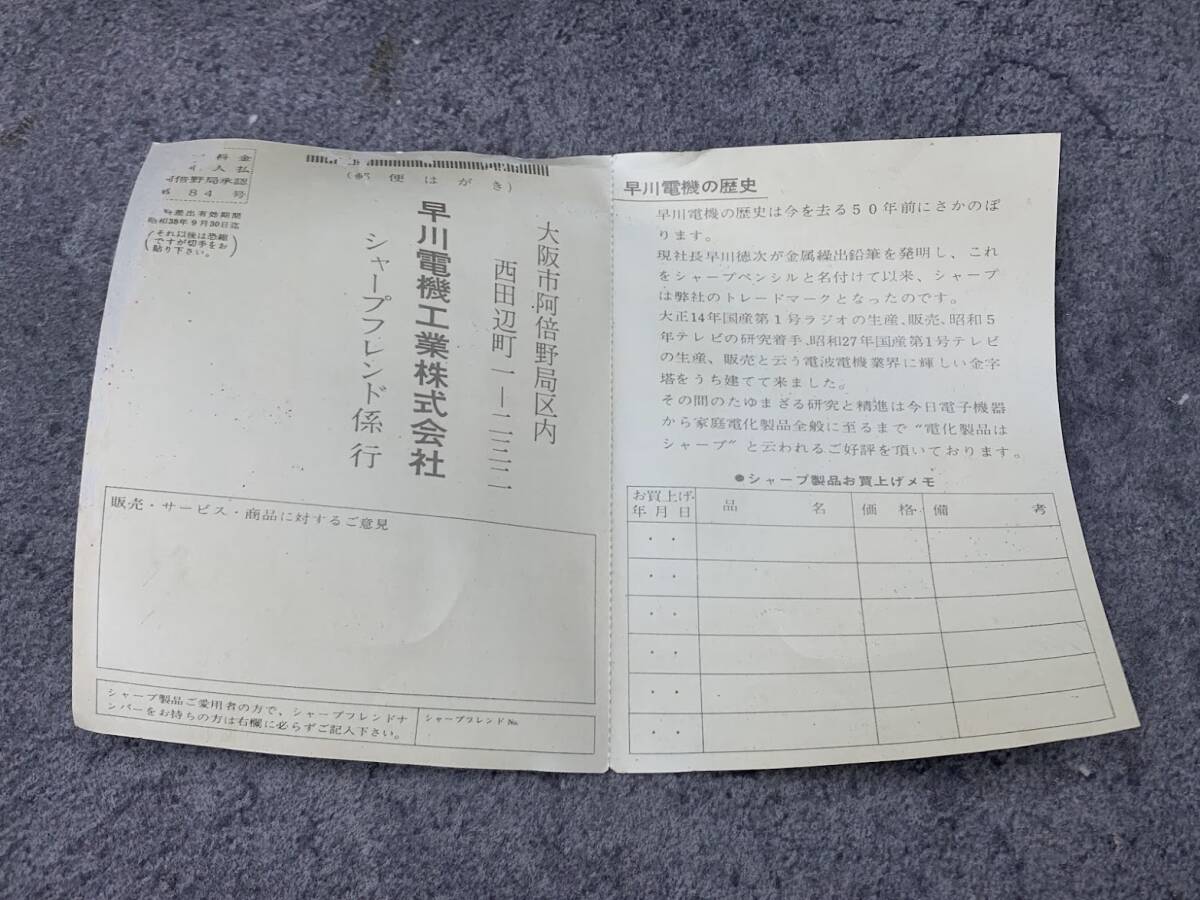 料金
人払
倍野局承認
84号
差出有効期間
昭和38年9月30日迄
(それ以後は恐縮
ですが切手をお
貼り下さい。)
(郵便はがき)
大阪市阿倍野局区内
西田辺町一ー二三二
早川電機工業株式会社
シャープフレンド係行
販売・サービス・商品に対するご意見
シャープ製品ご愛用者の方で、シャープフレンドナ
ンバーをお持ちの方は右欄に必らずご記入下さい。
シャープフレンドNo.
早川電機の歴史
早川電機の歴史は今を去る50年前にさかのぼ
ります。
現社長早川徳次が金属繰出鉛筆を発明し、これ
をシャープペンシルと名付けて以来、シャープ
は弊社のトレードマークとなったのです。
大正14年国産第1号ラジオの生産、販売、昭和5
年テレビの研究着手、昭和27年国産第1号テレビ
の生産、販売と云う電波電機業界に輝しい金字
塔をうち建てて来ました。
その間のたゆまざる研究と精進は今日電子機器
から家庭電化製品全般に至るまで“電化製品は
シャープ”と云われるご好評を頂いております。
●シャープ製品お買上げメモ
お買上げ
年月日
品名
価格
備考